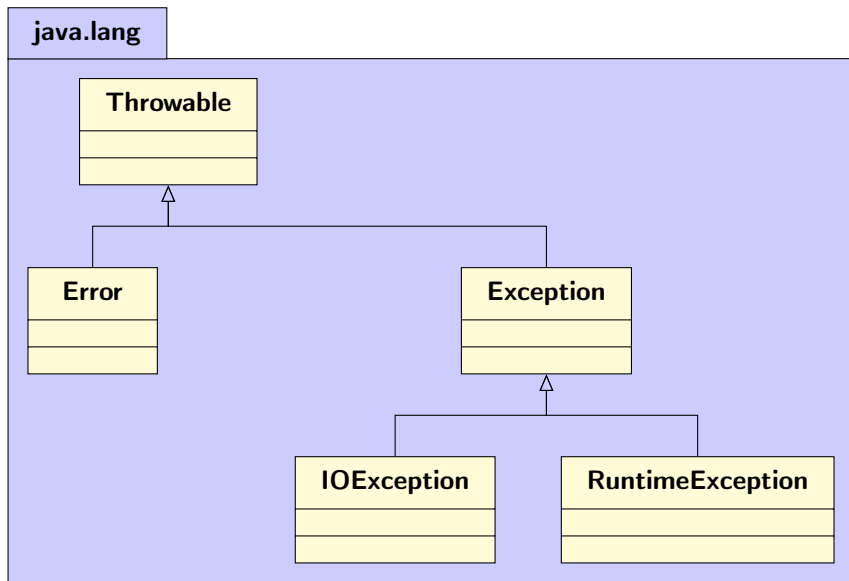 java.lang
Throwable
Error
Exception
IOException
RuntimeException